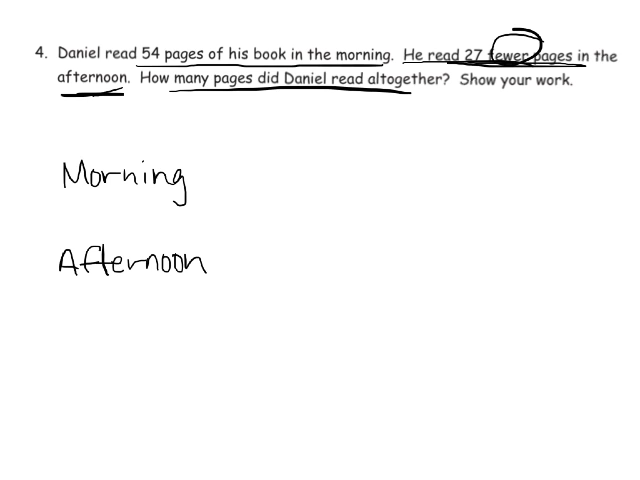 4. Daniel read 54 pages of his book in the morning. He read 27 fewer pages in the
afternoon. How many pages did Daniel read altogether? Show your work.
Morning
Afternoon